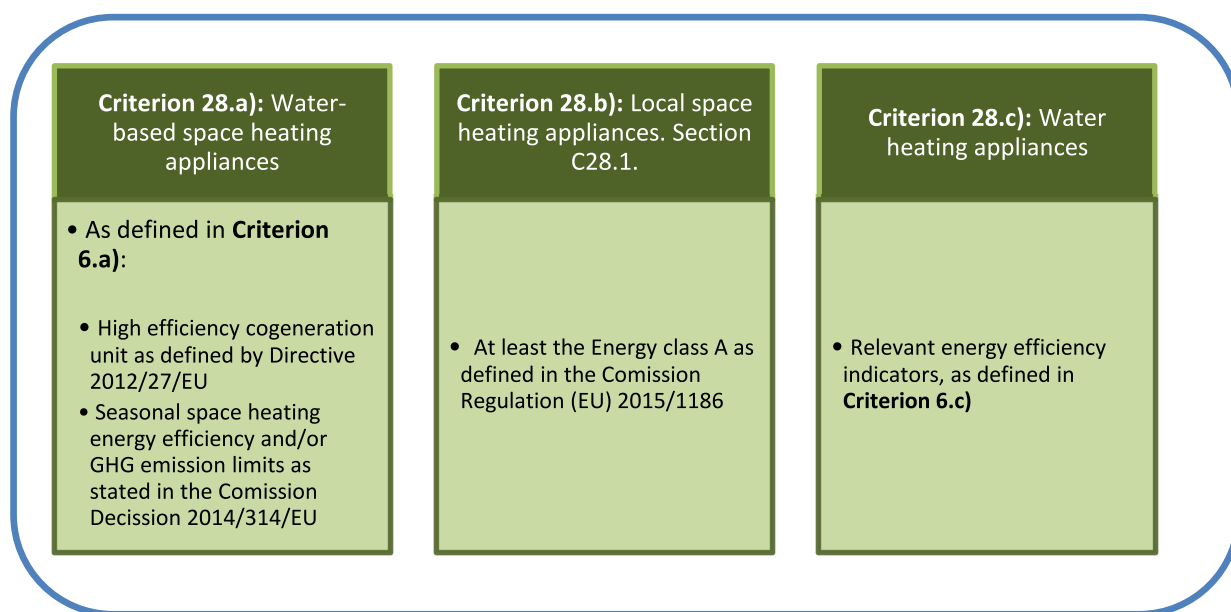 Criterion 28.a): Water-
based space heating
appliances
• As defined in Criterion
6.a):
• High efficiency cogeneration
unit as defined by Directive
2012/27/EU
• Seasonal space heating
energy efficiency and/or
GHG emission limits as
stated in the Comission
Decission 2014/314/EU
Criterion 28.b): Local space
heating appliances. Section
C28.1.
• At least the Energy class A as
defined in the Comission
Regulation (EU) 2015/1186
Criterion 28.c): Water
heating appliances
• Relevant energy efficiency
indicators, as defined in
Criterion 6.c)